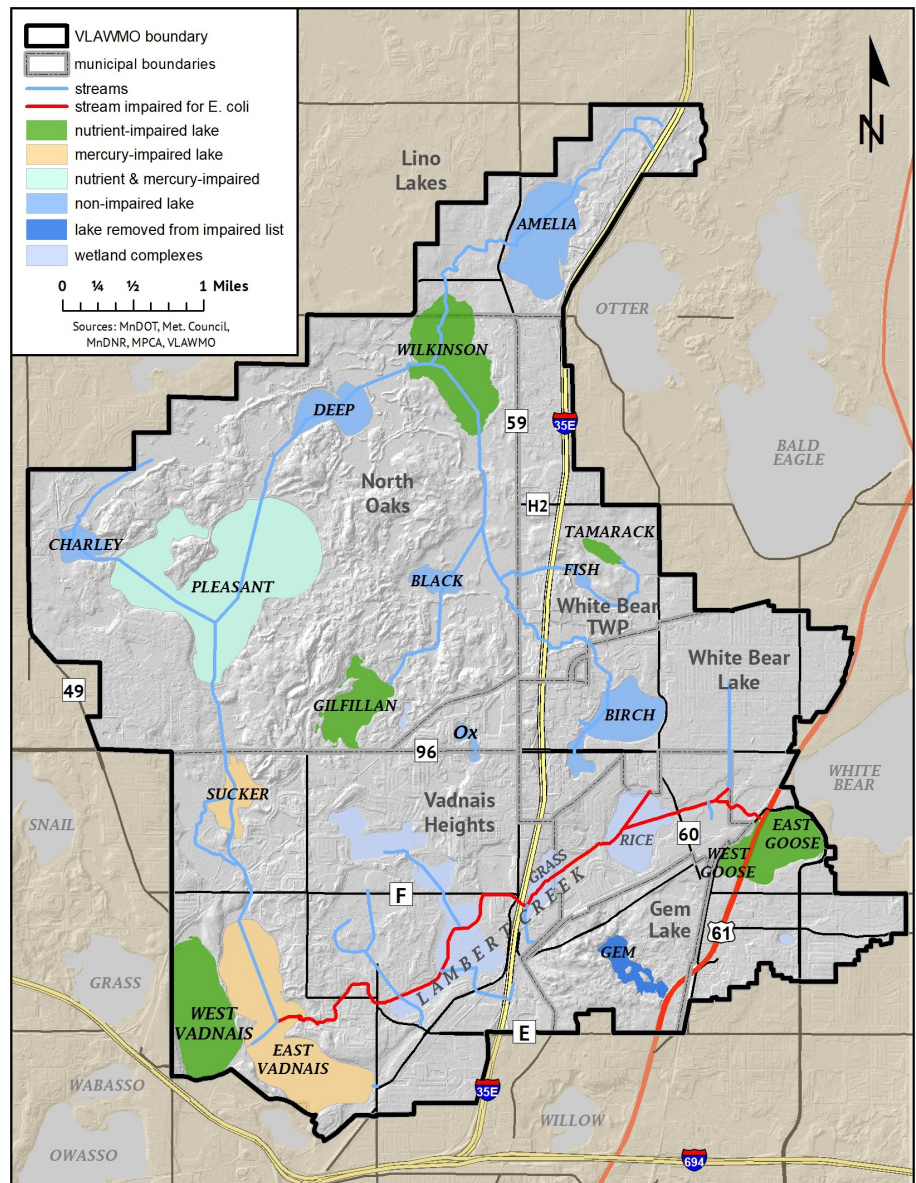 VLAWMO boundary
municipal boundaries
streams
stream impaired for E. coli
nutrient-impaired lake
mercury-impaired lake
nutrient & mercury-impaired
non-impaired lake
lake removed from impaired list
wetland complexes
0 ¼ ½ 1 Miles
Sources: MnDOT, Met. Council,
MnDNR, MPCA, VLAWMO
N
Lino
Lakes
AMELIA
OTTER
WILKINSON
DEEP
59
35E
BALD
EAGLE
North
Oaks
H2
TAMARACK
CHARLEY
FISH
PLEASANT
BLACK
White Bear
TWP
White Bear
Lake
49
GILFILLAN
BIRCH
Ox
96
WHITE
BEAR
SUCKER
Vadnais
Heights
SNAIL
RICE
60
EAST
GOOSE
WEST
GOOSE
GRASS
F
LAMBERT CREEK
Gem
Lake
61
GEM
GRASS
WEST
VADNAIS
E
EAST
VADNAIS
WABASSO
35E
WILLOW
OWASSO
694